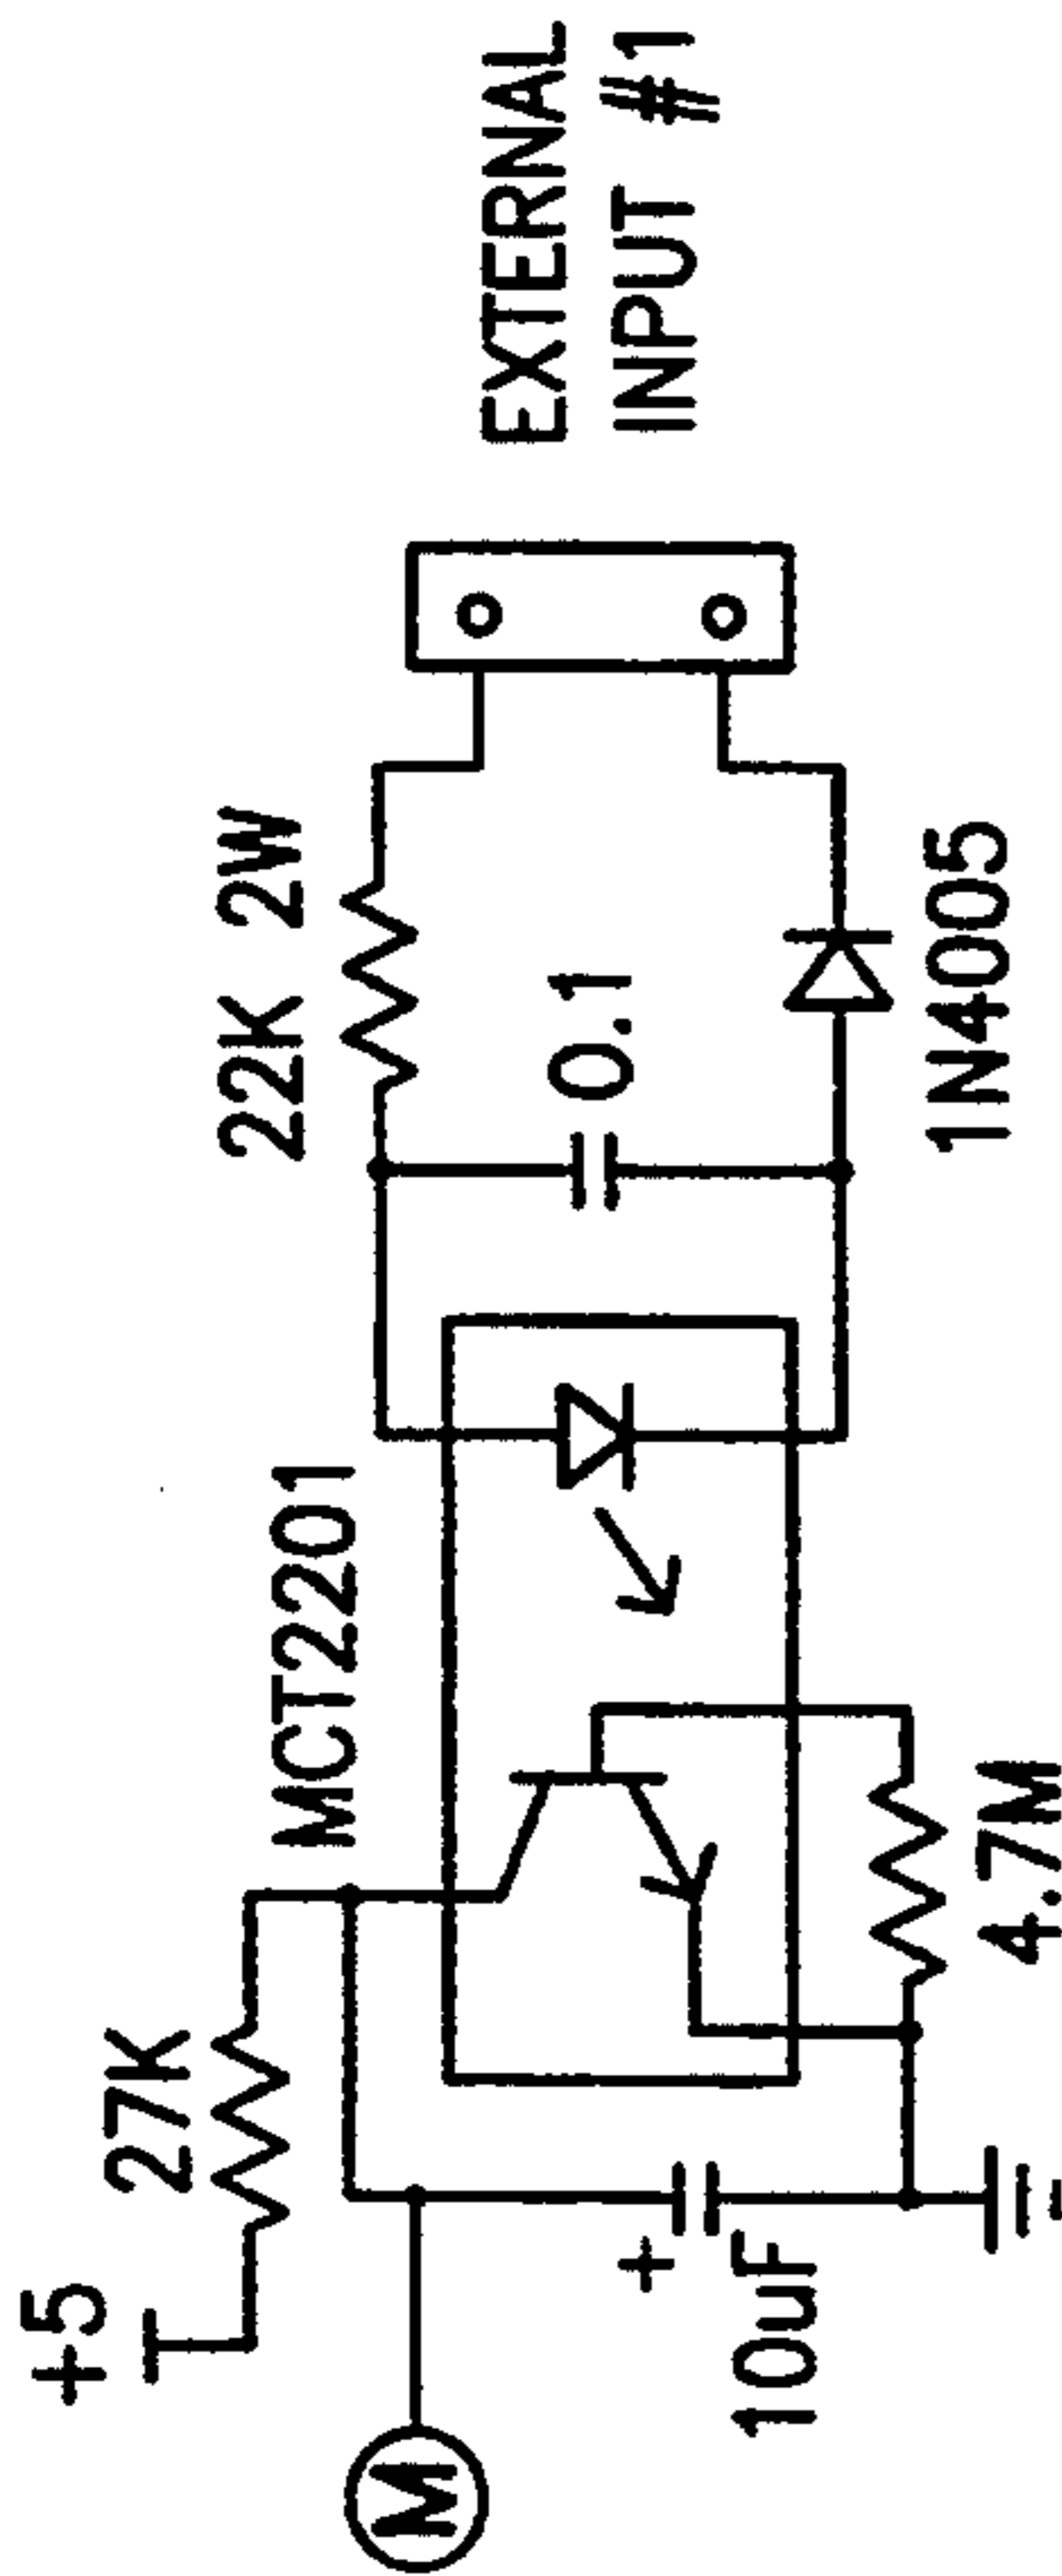 +5
27K
MCT2201
22K 2W
EXTERNAL
INPUT #1
0.1
M
+
10uF
4.7M
1N4005